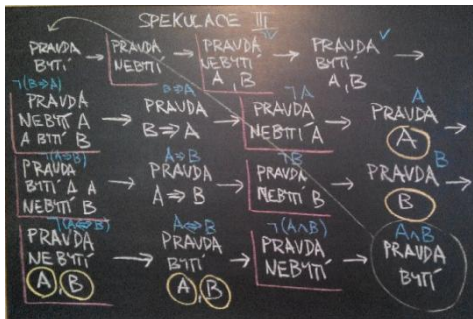 SPEKULACE III
PRAVDA BYTÍ → PRAVDA NEBYTÍ → PRAVDA NEBYTÍ A, B → PRAVDA BYTÍ A, B →
¬(B⇒A) PRAVDA NEBYTÍ A A BYTÍ B → B⇒A PRAVDA B⇒A → ¬A PRAVDA NEBYTÍ A → A PRAVDA A
¬(A⇒B) PRAVDA BYTÍ A A NEBYTÍ B → A⇒B PRAVDA A⇒B → ¬B PRAVDA NEBYTÍ B → B PRAVDA B
¬(A⇔B) PRAVDA NEBYTÍ A, B → A⇔B PRAVDA BYTÍ A, B → ¬(A∧B) PRAVDA NEBYTÍ → A∧B PRAVDA BYTÍ